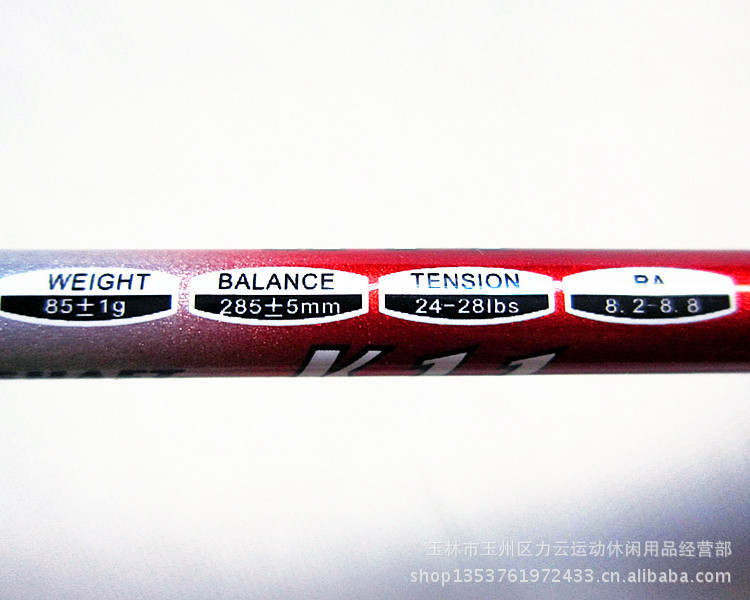 WEIGHT BALANCE TENSION
85±1g 285±5mm 24-28lbs 8.2-8.8
K11
玉林市玉州区力云运动休闲用品经营部
shop1353761972433.cn.alibaba.com